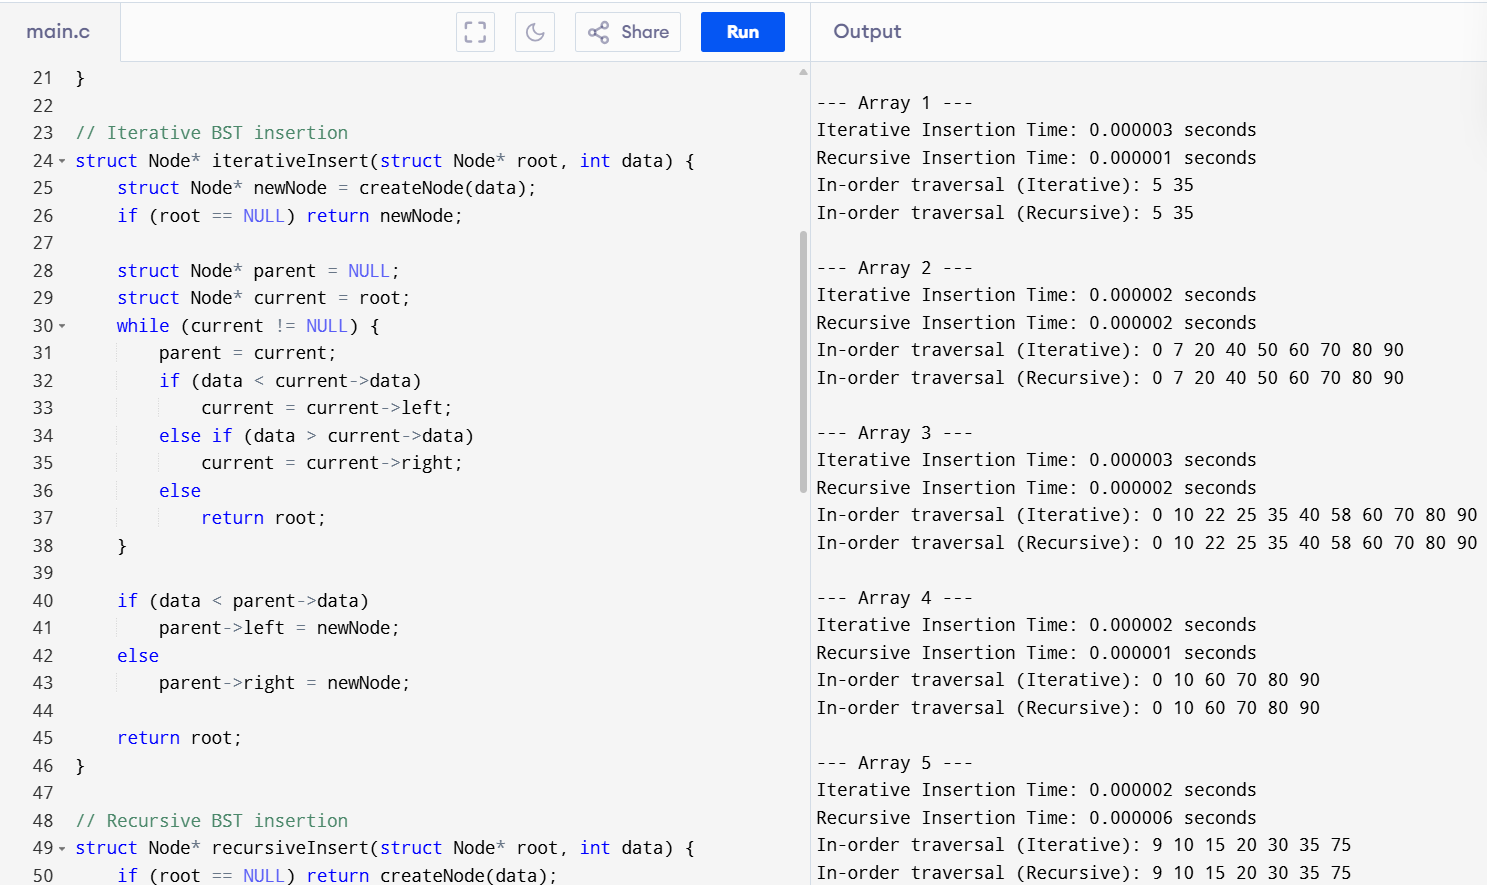 main.c
Share
Run
Output
21 }
22
23 // Iterative BST insertion
24 struct Node* iterativeInsert(struct Node* root, int data) {
25     struct Node* newNode = createNode(data);
26     if (root == NULL) return newNode;
27
28     struct Node* parent = NULL;
29     struct Node* current = root;
30     while (current != NULL) {
31         parent = current;
32         if (data < current->data)
33             current = current->left;
34         else if (data > current->data)
35             current = current->right;
36         else
37             return root;
38     }
39
40     if (data < parent->data)
41         parent->left = newNode;
42     else
43         parent->right = newNode;
44
45     return root;
46 }
47
48 // Recursive BST insertion
49 struct Node* recursiveInsert(struct Node* root, int data) {
50     if (root == NULL) return createNode(data);
--- Array 1 ---
Iterative Insertion Time: 0.000003 seconds
Recursive Insertion Time: 0.000001 seconds
In-order traversal (Iterative): 5 35
In-order traversal (Recursive): 5 35
--- Array 2 ---
Iterative Insertion Time: 0.000002 seconds
Recursive Insertion Time: 0.000002 seconds
In-order traversal (Iterative): 0 7 20 40 50 60 70 80 90
In-order traversal (Recursive): 0 7 20 40 50 60 70 80 90
--- Array 3 ---
Iterative Insertion Time: 0.000003 seconds
Recursive Insertion Time: 0.000002 seconds
In-order traversal (Iterative): 0 10 22 25 35 40 58 60 70 80 90
In-order traversal (Recursive): 0 10 22 25 35 40 58 60 70 80 90
--- Array 4 ---
Iterative Insertion Time: 0.000002 seconds
Recursive Insertion Time: 0.000001 seconds
In-order traversal (Iterative): 0 10 60 70 80 90
In-order traversal (Recursive): 0 10 60 70 80 90
--- Array 5 ---
Iterative Insertion Time: 0.000002 seconds
Recursive Insertion Time: 0.000006 seconds
In-order traversal (Iterative): 9 10 15 20 30 35 75
In-order traversal (Recursive): 9 10 15 20 30 35 75